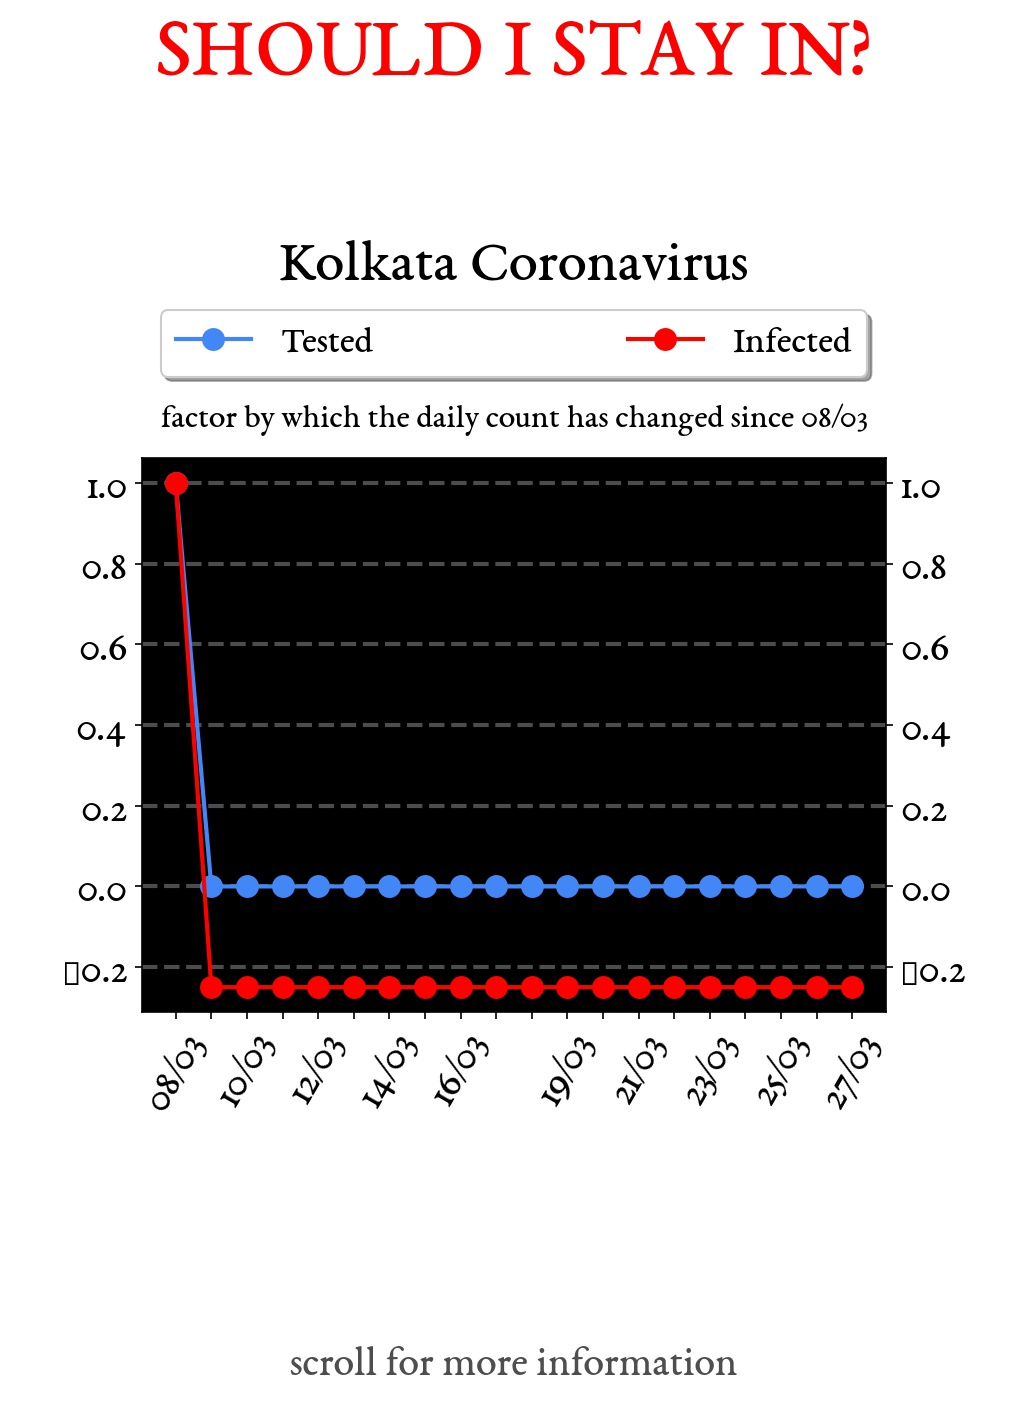 SHOULD I STAY IN?
Kolkata Coronavirus
Tested Infected
factor by which the daily count has changed since 08/03
1.0 1.0
0.8 0.8
0.6 0.6
0.4 0.4
0.2 0.2
0.0 0.0
▯0.2 ▯0.2
08/03 10/03 12/03 14/03 16/03 19/03 21/03 23/03 25/03 27/03
scroll for more information